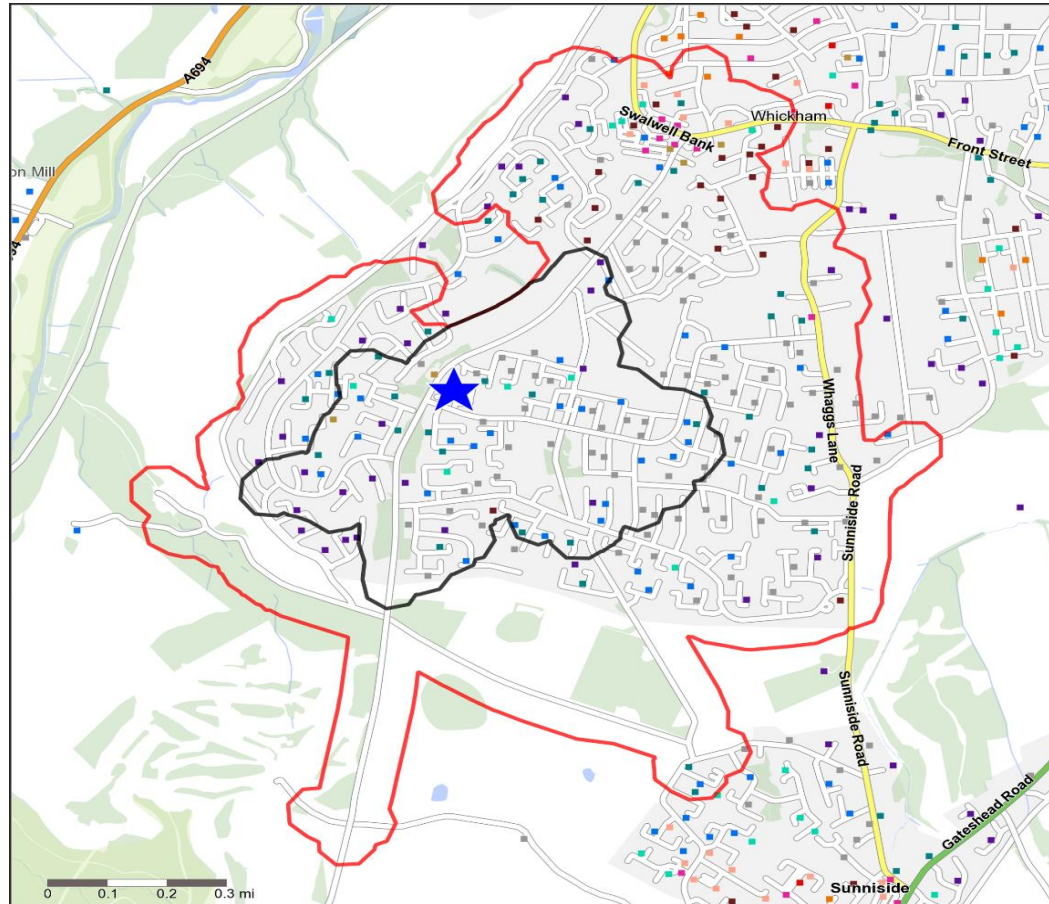 A694
Swalwell Bank
Whickham
Front Street
on Mill
94
Whaggs Lane
Sunniside Road
Sunniside Road
Gateshead Road
Sunniside
0 0.1 0.2 0.3 mi